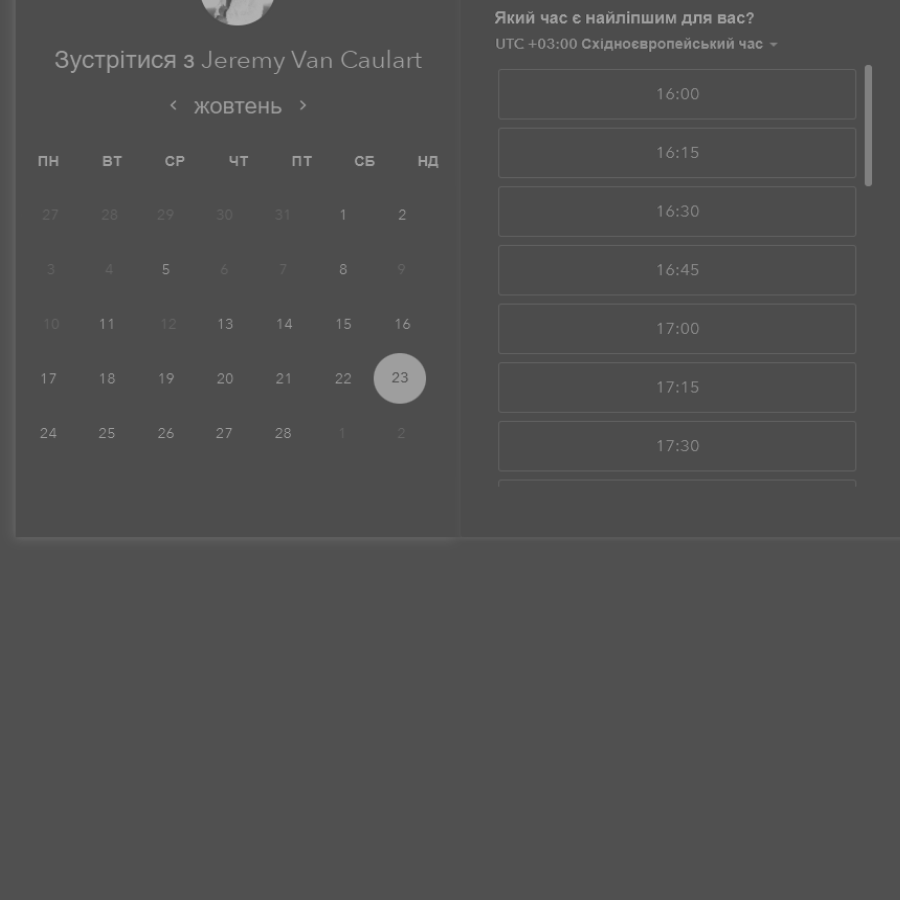 Зустрітися з Jeremy Van Caulart
жовтень
ПН ВТ СР ЧТ ПТ СБ НД
27 28 29 30 31 1 2
3 4 5 6 7 8 9
10 11 12 13 14 15 16
17 18 19 20 21 22 23
24 25 26 27 28 1 2
Який час є найліпшим для вас?
UTC +03:00 Східноєвропейський час
16:00
16:15
16:30
16:45
17:00
17:15
17:30